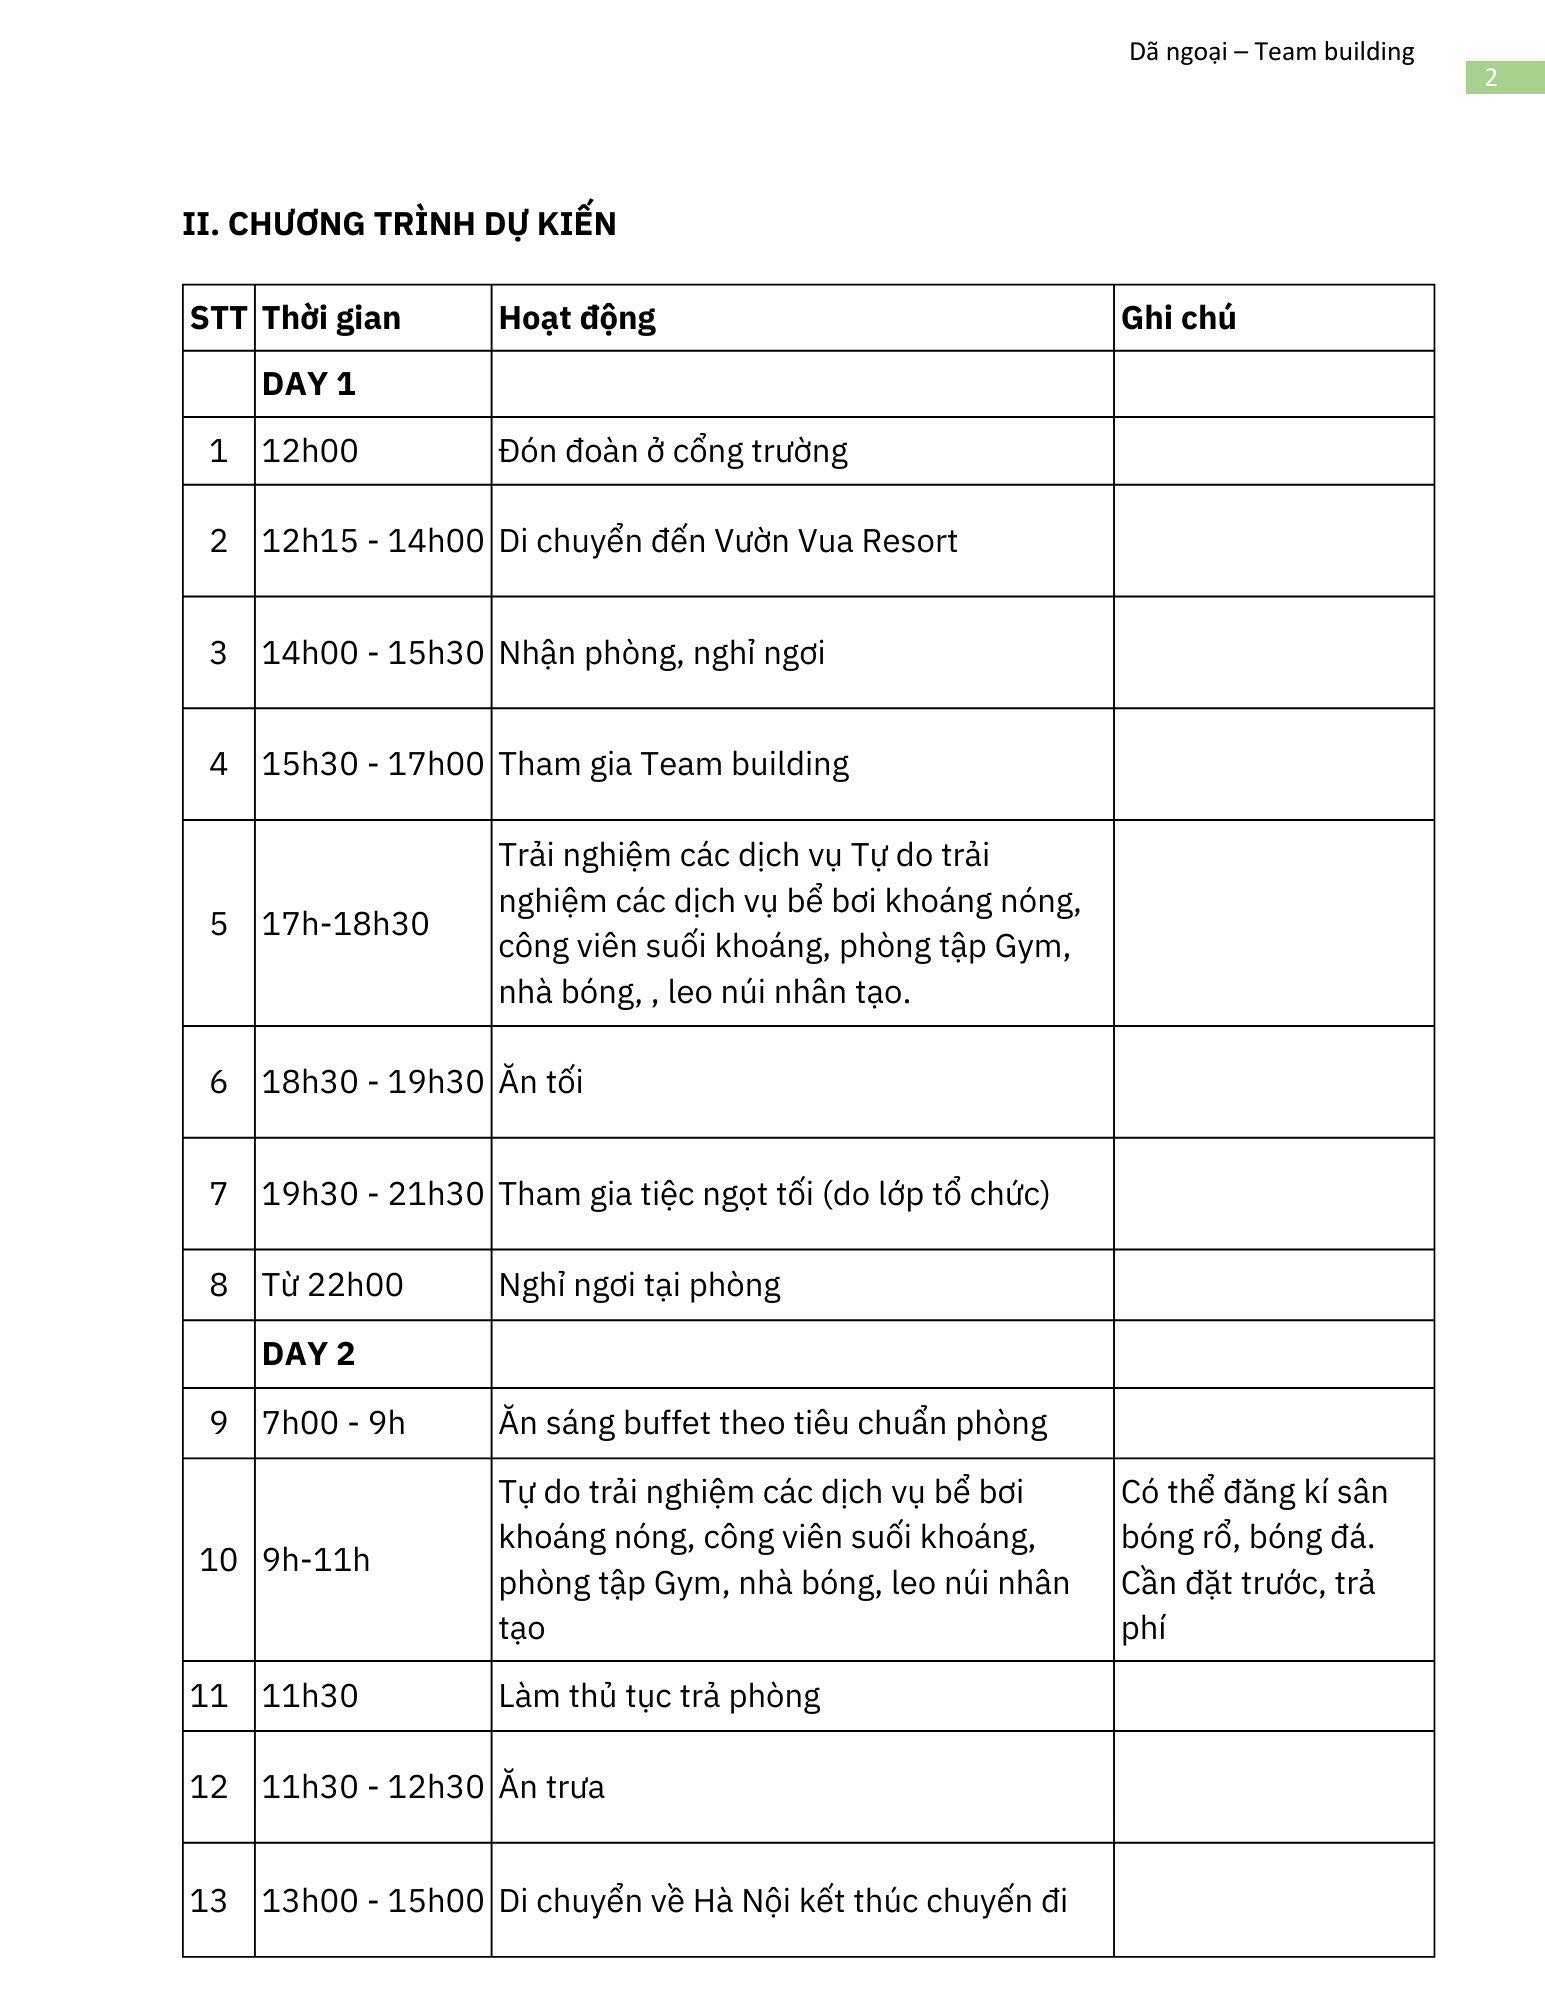 Dã ngoại – Team building
2
II. CHƯƠNG TRÌNH DỰ KIẾN
STT Thời gian Hoạt động Ghi chú
DAY 1
1 12h00 Đón đoàn ở cổng trường
2 12h15 - 14h00 Di chuyển đến Vườn Vua Resort
3 14h00 - 15h30 Nhận phòng, nghỉ ngơi
4 15h30 - 17h00 Tham gia Team building
5 17h-18h30 Trải nghiệm các dịch vụ Tự do trải
nghiệm các dịch vụ bể bơi khoáng nóng,
công viên suối khoáng, phòng tập Gym,
nhà bóng, , leo núi nhân tạo.
6 18h30 - 19h30 Ăn tối
7 19h30 - 21h30 Tham gia tiệc ngọt tối (do lớp tổ chức)
8 Từ 22h00 Nghỉ ngơi tại phòng
DAY 2
9 7h00 - 9h Ăn sáng buffet theo tiêu chuẩn phòng
10 9h-11h Tự do trải nghiệm các dịch vụ bể bơi
khoáng nóng, công viên suối khoáng,
phòng tập Gym, nhà bóng, leo núi nhân
tạo
Có thể đăng kí sân
bóng rổ, bóng đá.
Cần đặt trước, trả
phí
11 11h30 Làm thủ tục trả phòng
12 11h30 - 12h30 Ăn trưa
13 13h00 - 15h00 Di chuyển về Hà Nội kết thúc chuyến đi